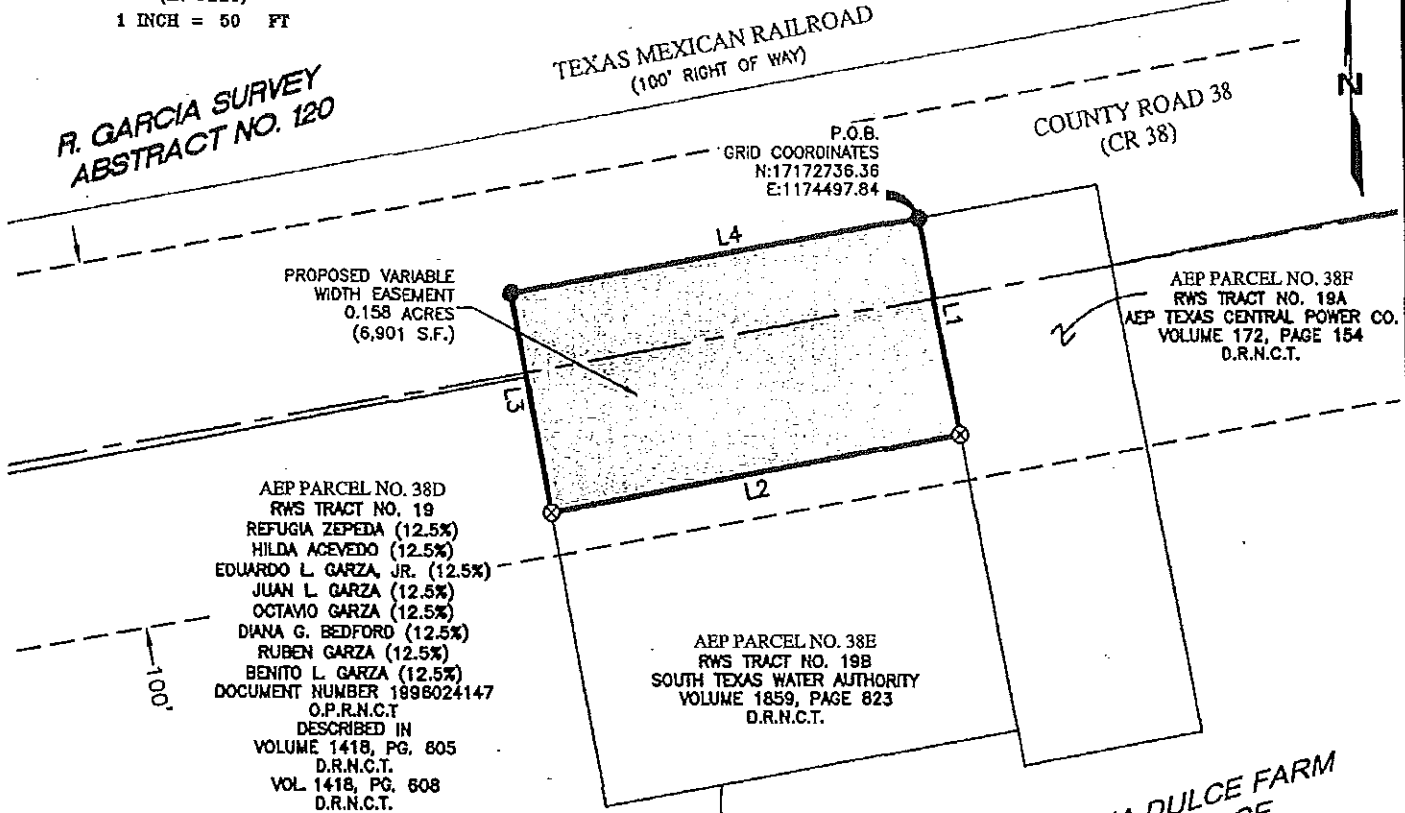 1 INCH = 50 FT
R. GARCIA SURVEY
ABSTRACT NO. 120
TEXAS MEXICAN RAILROAD
(100' RIGHT OF WAY)
COUNTY ROAD 38
(CR 38)
N
P.O.B.
GRID COORDINATES
N:17172736.36
E:1174497.84
L4
L1
L3
L2
PROPOSED VARIABLE
WIDTH EASEMENT
0.158 ACRES
(6,901 S.F.)
AEP PARCEL NO. 38F
RWS TRACT NO. 19A
AEP TEXAS CENTRAL POWER CO.
VOLUME 172, PAGE 154
D.R.N.C.T.
AEP PARCEL NO. 38D
RWS TRACT NO. 19
REFUGIA ZEPEDA (12.5%)
HILDA ACEVEDO (12.5%)
EDUARDO L. GARZA, JR. (12.5%)
JUAN L. GARZA (12.5%)
OCTAVIO GARZA (12.5%)
DIANA G. BEDFORD (12.5%)
RUBEN GARZA (12.5%)
BENITO L. GARZA (12.5%)
DOCUMENT NUMBER 1996024147
O.P.R.N.C.T
DESCRIBED IN
VOLUME 1418, PG. 605
D.R.N.C.T.
VOL. 1418, PG. 608
D.R.N.C.T.
100'
AEP PARCEL NO. 38E
RWS TRACT NO. 19B
SOUTH TEXAS WATER AUTHORITY
VOLUME 1859, PAGE 823
D.R.N.C.T.
DULCE FARM